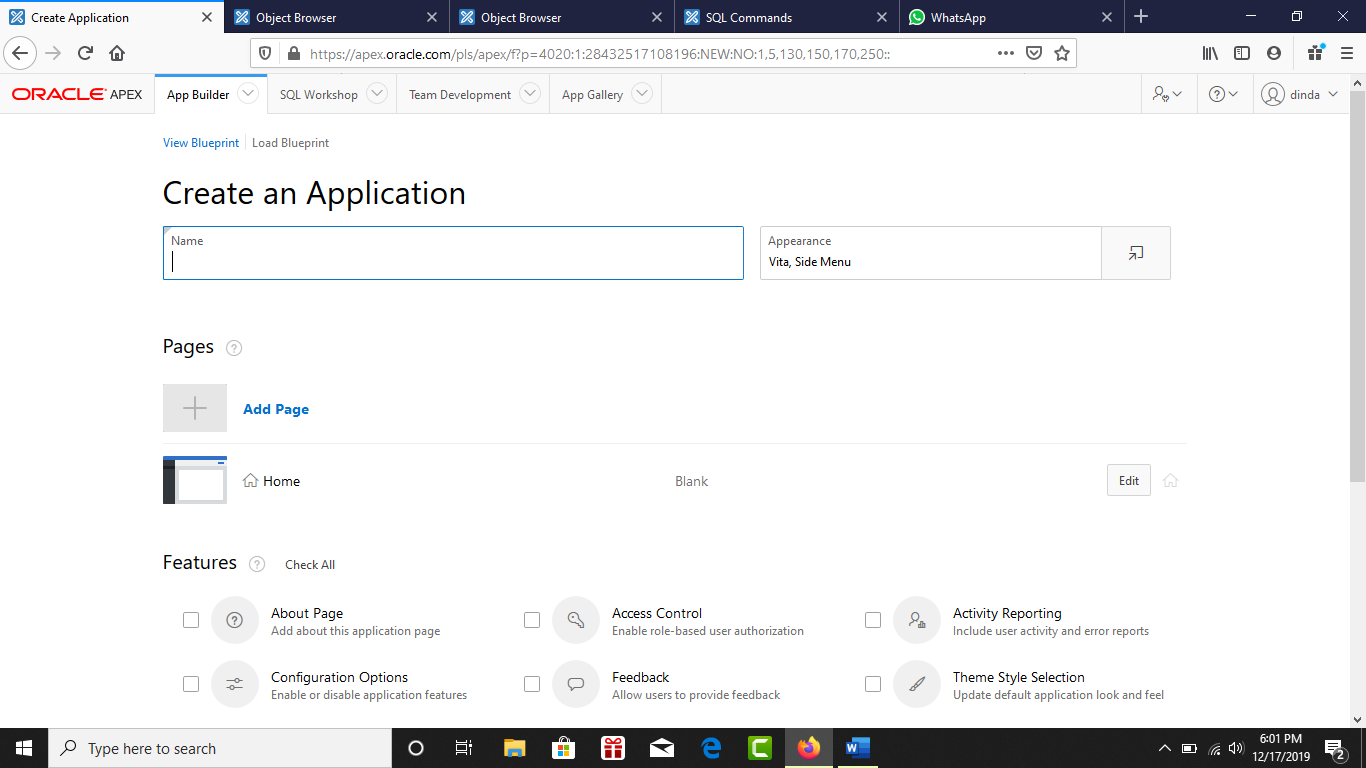 Create Application
Object Browser
Object Browser
SQL Commands
WhatsApp
https://apex.oracle.com/pls/apex/f?p=4020:1:28432517108196:NEW:NO:1,5,130,150,170,250::
ORACLE APEX
App Builder
SQL Workshop
Team Development
App Gallery
dinda
View Blueprint
Load Blueprint
Create an Application
Name
Appearance
Vita, Side Menu
Pages
Add Page
Home
Blank
Edit
Features
Check All
About Page
Add about this application page
Access Control
Enable role-based user authorization
Activity Reporting
Include user activity and error reports
Configuration Options
Enable or disable application features
Feedback
Allow users to provide feedback
Theme Style Selection
Update default application look and feel
Type here to search
6:01 PM
12/17/2019
2